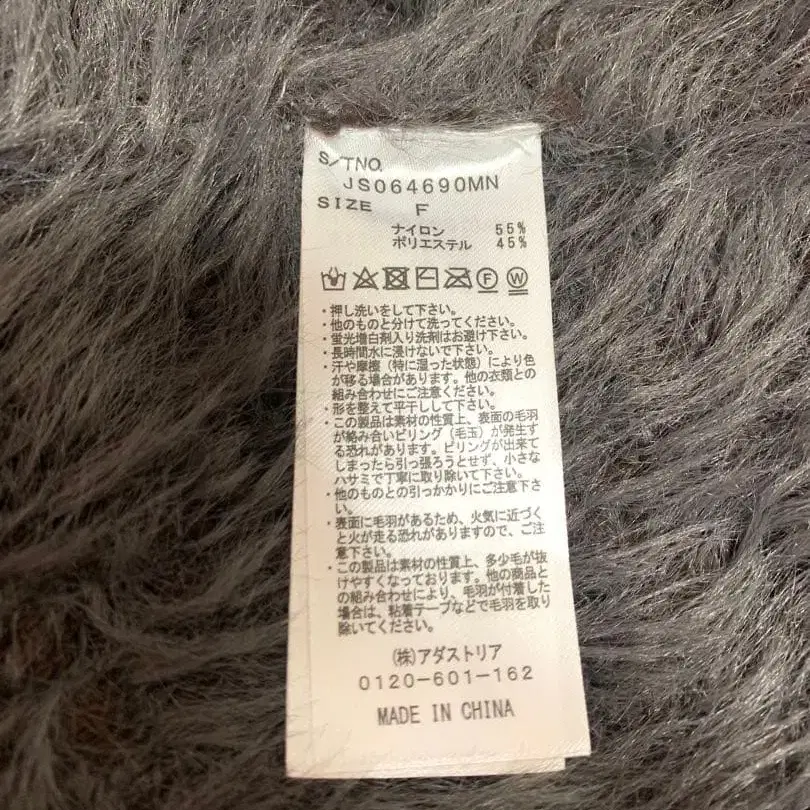 S/TNO.
JS064690MN
SIZE F
ナイロン 55%
ポリエステル 45%
F W
・押し洗いをして下さい。
・他のものと分けて洗ってください。
・蛍光増白剤入り洗剤はお避け下さい。
・長時間水に浸けないで下さい。
・汗や摩擦（特に湿った状態）により色
が移る場合があります。他の衣類との
組み合わせにご注意ください。
・形を整えて平干しして下さい。
・この製品は素材の性質上、表面の毛羽
が絡み合いピリング（毛玉）が発生す
る恐れがあります。ピリングが出来て
しまったら引っ張ろうとせず、小さな
ハサミで丁寧に取り除いて下さい。
・他のものとの引っかかりにご注意下さ
い。
・表面に毛羽があるため、火気に近づく
と火が走る恐れがありますので、ご注
意下さい。
・この製品は素材の性質上、多少毛が抜
けやすくなっております。他の商品と
の組み合わせにより、毛羽が付着した
場合は、粘着テープなどで毛羽を取り
除いてください。
(株)アダストリア
0120-601-162
MADE IN CHINA